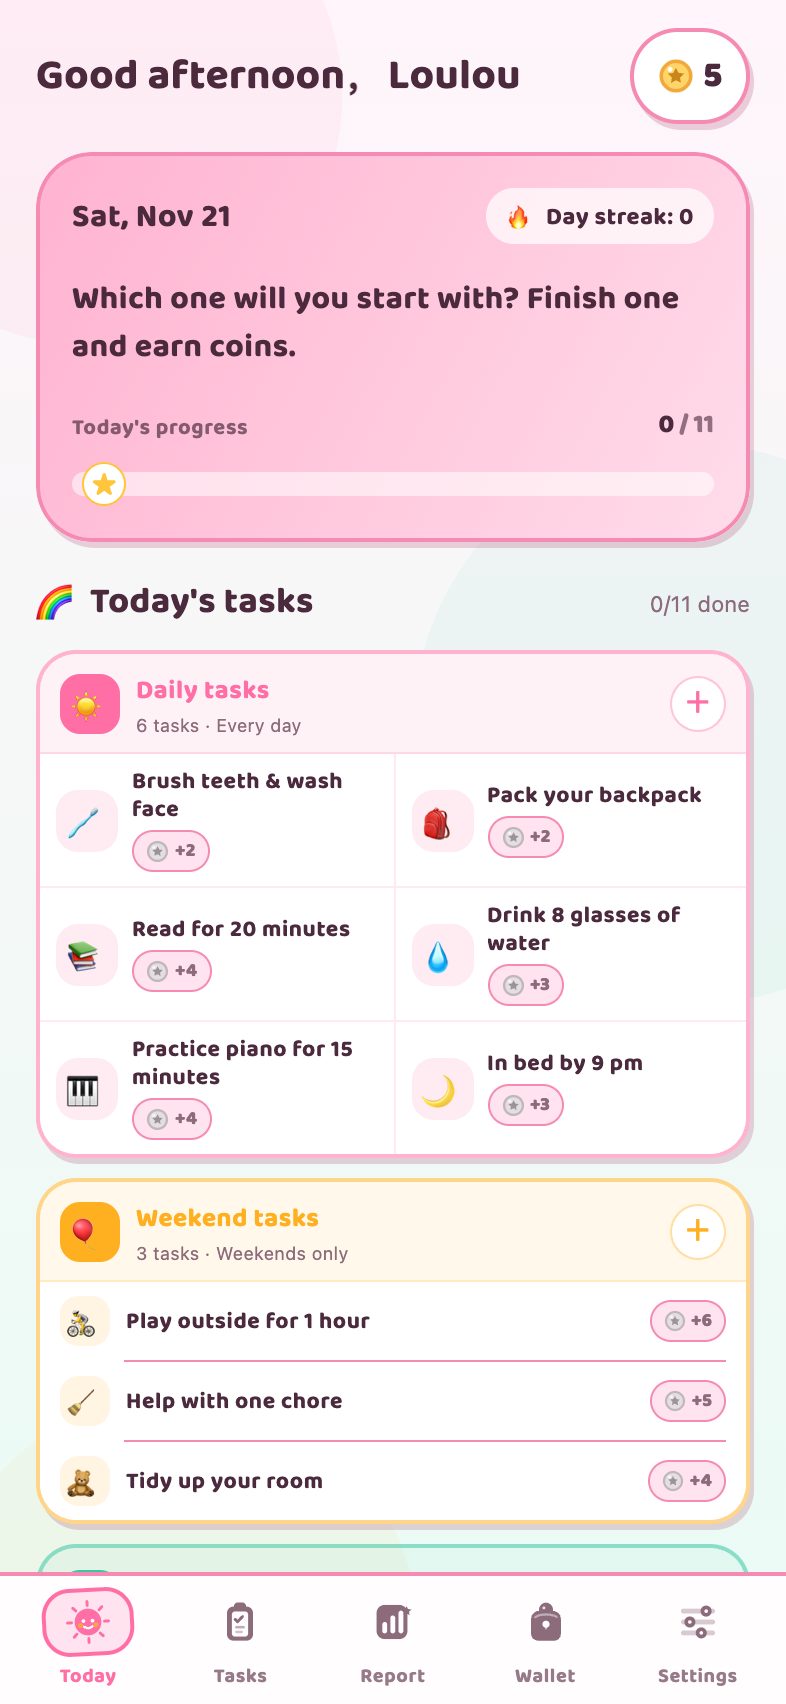 Good afternoon, Loulou
5
Sat, Nov 21
Day streak: 0
Which one will you start with? Finish one
and earn coins.
Today's progress
0 / 11
Today's tasks
0/11 done
Daily tasks
6 tasks · Every day
+
Brush teeth & wash
face
+2
Pack your backpack
+2
Read for 20 minutes
+4
Drink 8 glasses of
water
+3
Practice piano for 15
minutes
+4
In bed by 9 pm
+3
Weekend tasks
3 tasks · Weekends only
+
Play outside for 1 hour
+6
Help with one chore
+5
Tidy up your room
+4
Today
Tasks
Report
Wallet
Settings